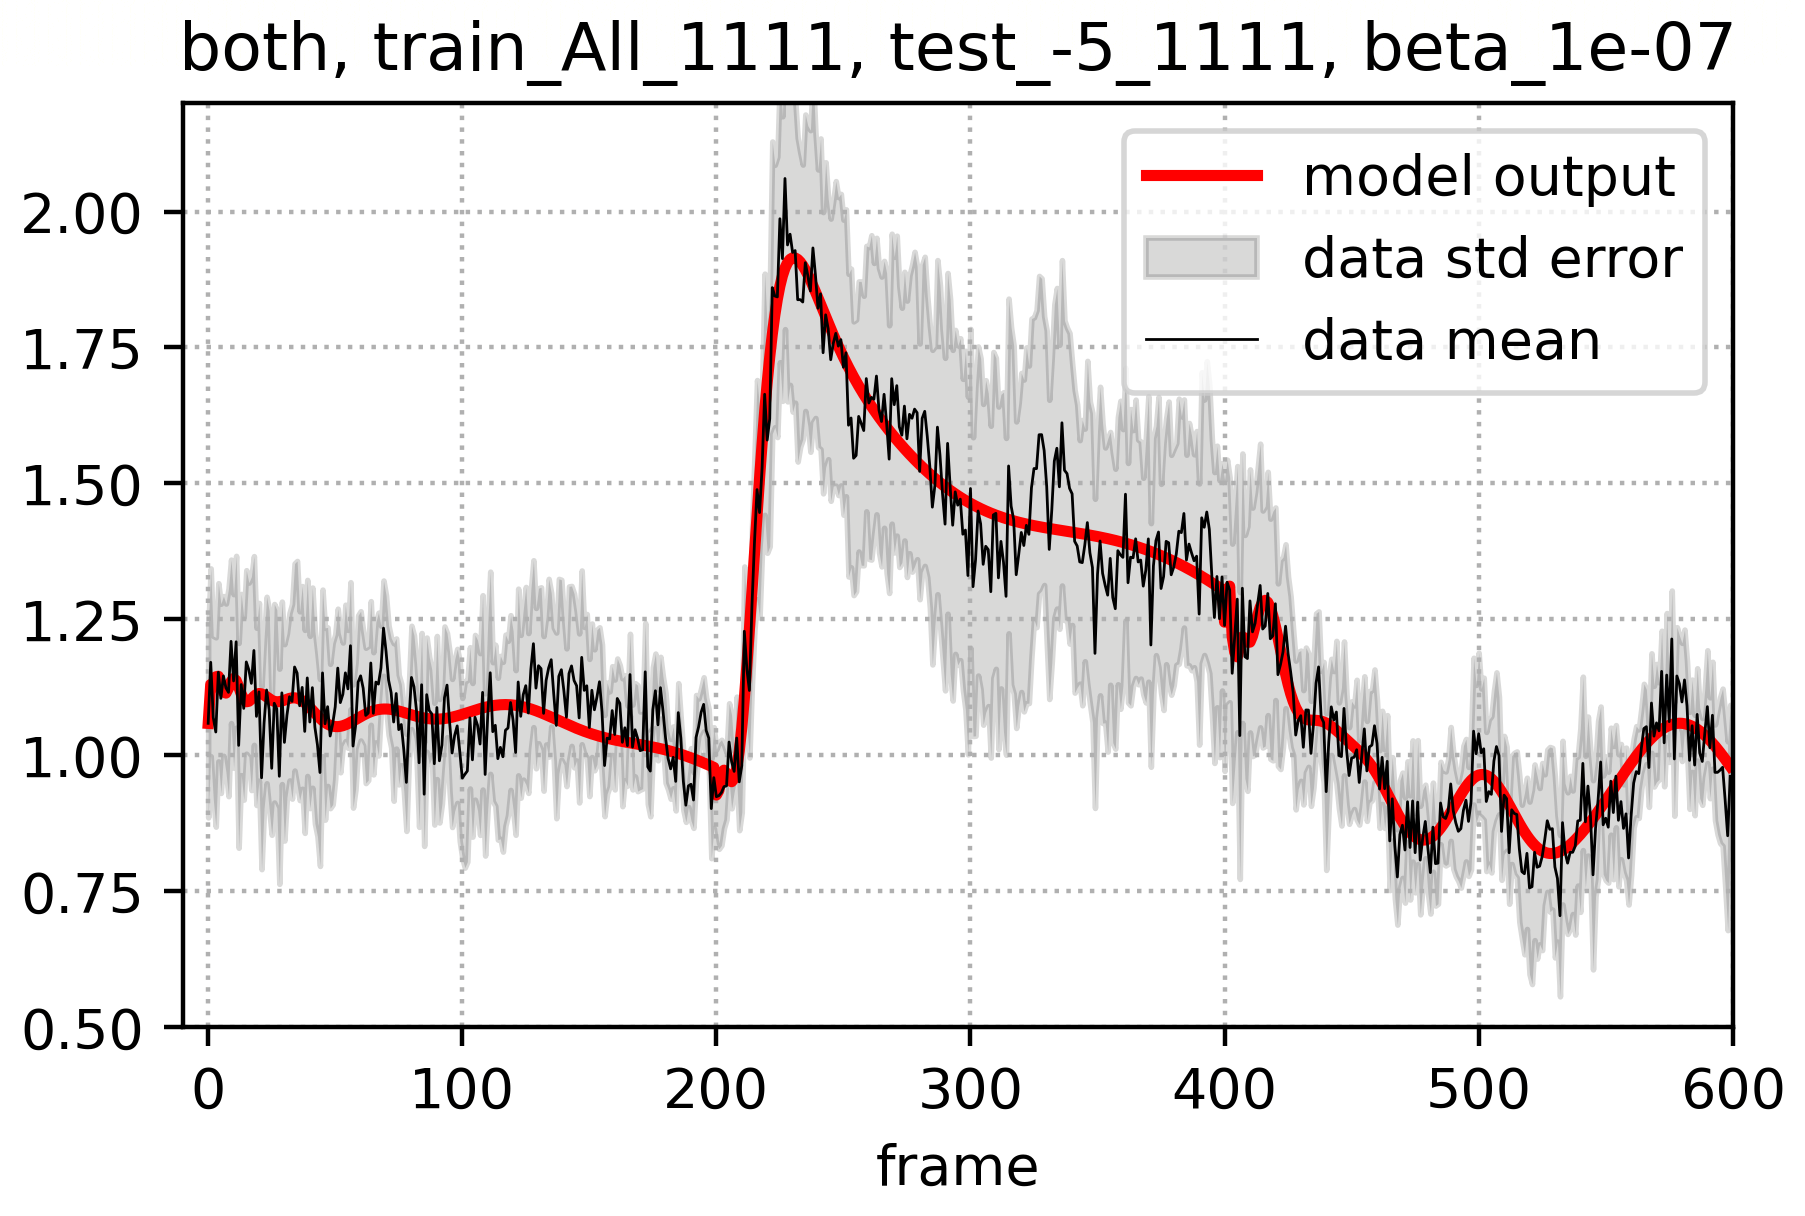 both, train_All_1111, test_-5_1111, beta_1e-07
model output
data std error
data mean
2.00
1.75
1.50
1.25
1.00
0.75
0.50
0 100 200 300 400 500 600
frame